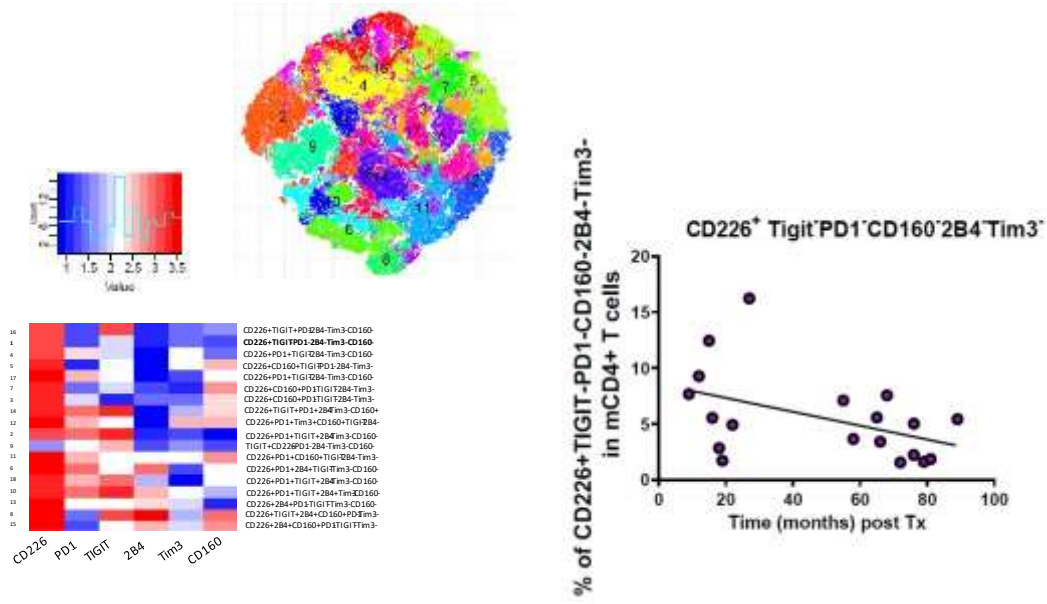 4
2
7
5
9
11
6
8
1 1.5 2 2.5 3 3.5
Value
16 CD226+TIGIT+PD1-2B4-Tim3-CD160-
1 CD226+TIGIT-PD1-2B4-Tim3-CD160-
4 CD226+PD1+TIGIT-2B4-Tim3-CD160-
5 CD226+CD160+TIGIT-PD1-2B4-Tim3-
17 CD226+PD1+TIGIT-2B4-Tim3-CD160-
7 CD226+CD160+PD1-TIGIT-2B4-Tim3-
3 CD226+CD160+PD1-TIGIT-2B4-Tim3-
14 CD226+TIGIT+PD1+2B4-Tim3-CD160+
12 CD226+PD1+Tim3+CD160+TIGIT-2B4-
2 CD226+PD1+TIGIT+2B4-Tim3-CD160-
9 TIGIT+CD226-PD1-2B4-Tim3-CD160-
11 CD226+PD1+CD160+TIGIT-2B4-Tim3-
6 CD226+PD1+2B4+TIGIT-Tim3-CD160-
18 CD226+PD1+TIGIT+2B4-Tim3-CD160-
10 CD226+PD1+TIGIT+2B4+Tim3-CD160-
13 CD226+2B4+PD1-TIGIT-Tim3-CD160-
8 CD226+TIGIT+2B4+CD160+PD1-Tim3-
15 CD226+2B4+CD160+PD1-TIGIT-Tim3-
CD226 PD1 TIGIT 2B4 Tim3 CD160
% of CD226+TIGIT-PD1-CD160-2B4-Tim3-
in mCD4+ T cells
CD226+ Tigit-PD1-CD160-2B4-Tim3-
20
15
10
5
0
0 20 40 60 80 100
Time (months) post Tx